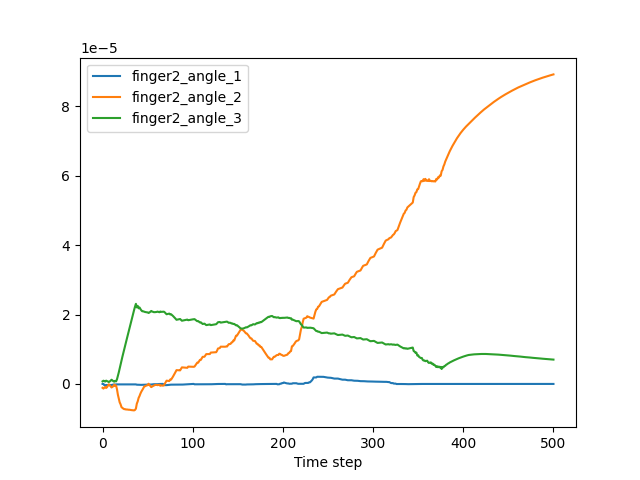 1e−5
finger2_angle_1
finger2_angle_2
finger2_angle_3
8
6
4
2
0
0 100 200 300 400 500
Time step